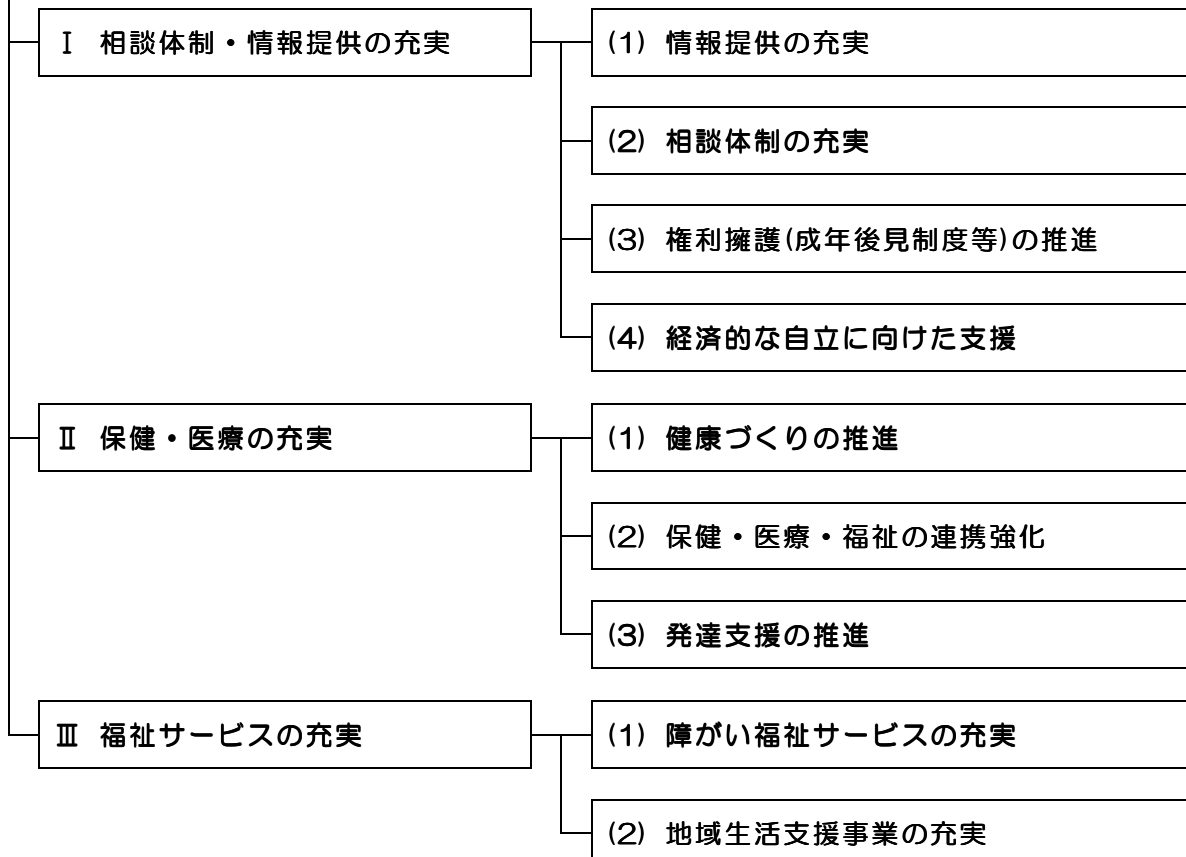 Ⅰ 相談体制・情報提供の充実
(1) 情報提供の充実
(2) 相談体制の充実
(3) 権利擁護(成年後見制度等)の推進
(4) 経済的な自立に向けた支援
Ⅱ 保健・医療の充実
(1) 健康づくりの推進
(2) 保健・医療・福祉の連携強化
(3) 発達支援の推進
Ⅲ 福祉サービスの充実
(1) 障がい福祉サービスの充実
(2) 地域生活支援事業の充実